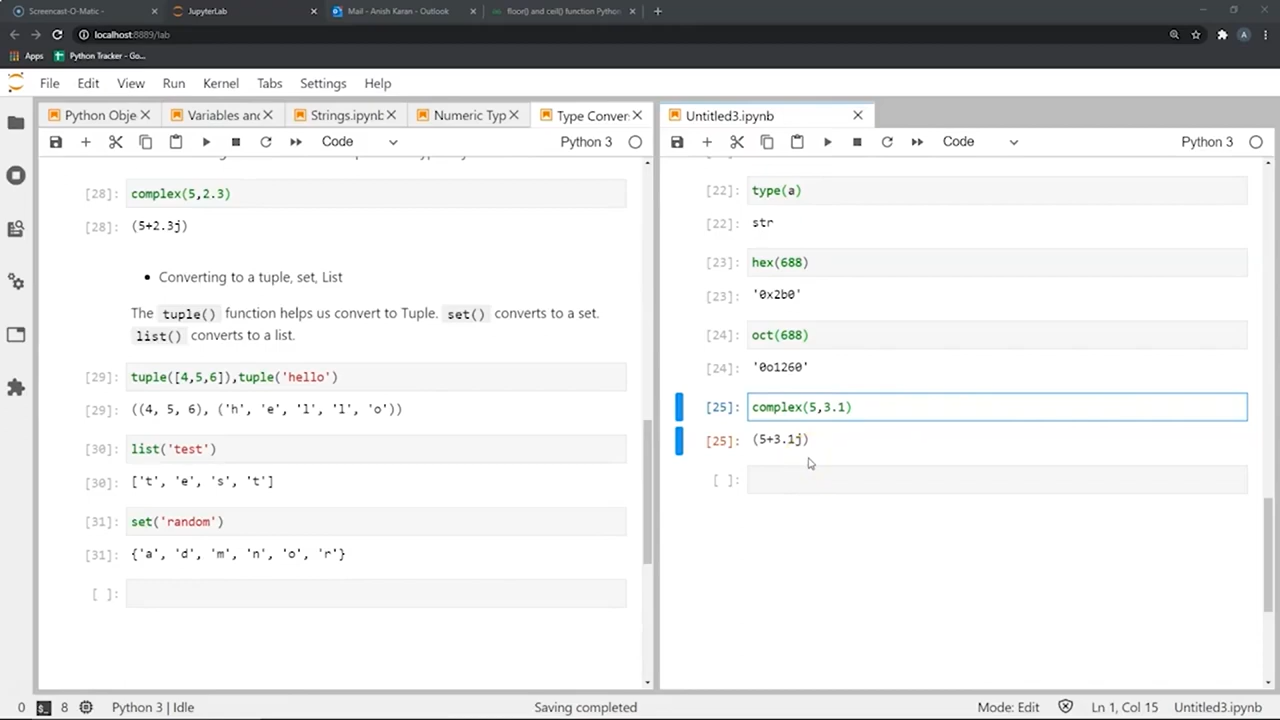 Screencast-O-Matic -
JupyterLab
Mail - Anish Karan - Outlook
floor() and ceil() function Python
localhost:8889/lab
A
Apps
Python Tracker - Go...
File Edit View Run Kernel Tabs Settings Help
Python Obje
Variables and
Strings.ipynb
Numeric Typ
Type Conver
Untitled3.ipynb
Code
Python 3
Code
Python 3
[28]: complex(5,2.3)
[28]: (5+2.3j)
• Converting to a tuple, set, List
The tuple() function helps us convert to Tuple. set() converts to a set.
list() converts to a list.
[29]: tuple([4,5,6]),tuple('hello')
[29]: ((4, 5, 6), ('h', 'e', 'l', 'l', 'o'))
[30]: list('test')
[30]: ['t', 'e', 's', 't']
[31]: set('random')
[31]: {'a', 'd', 'm', 'n', 'o', 'r'}
[ ]:
[22]: type(a)
[22]: str
[23]: hex(688)
[23]: '0x2b0'
[24]: oct(688)
[24]: '0o1260'
[25]: complex(5,3.1)
[25]: (5+3.1j)
[ ]:
0
8
Python 3 | Idle
Saving completed
Mode: Edit
Ln 1, Col 15
Untitled3.ipynb